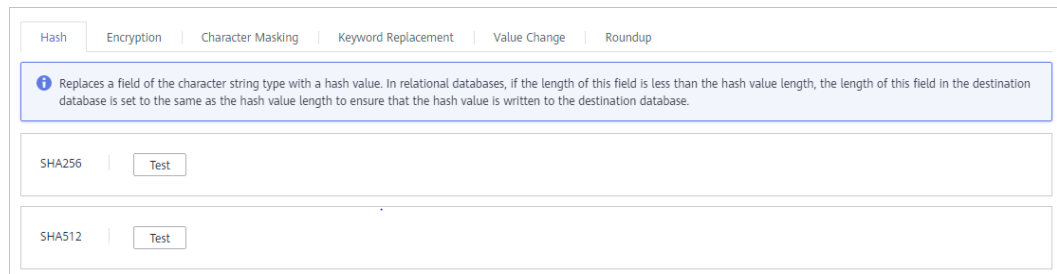 Hash Encryption Character Masking Keyword Replacement Value Change Roundup
Replaces a field of the character string type with a hash value. In relational databases, if the length of this field is less than the hash value length, the length of this field in the destination
database is set to the same as the hash value length to ensure that the hash value is written to the destination database.
SHA256 Test
SHA512 Test